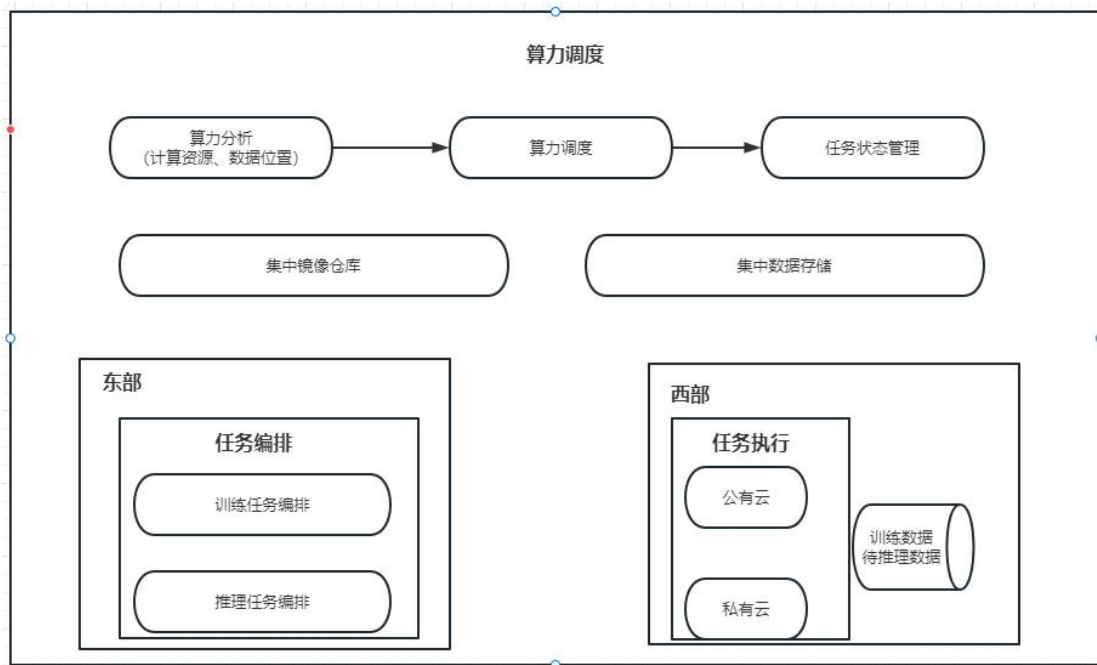 算力调度
算力分析
（计算资源、数据位置）
算力调度
任务状态管理
集中镜像仓库
集中数据存储
东部
任务编排
训练任务编排
推理任务编排
西部
任务执行
公有云
私有云
训练数据
待推理数据